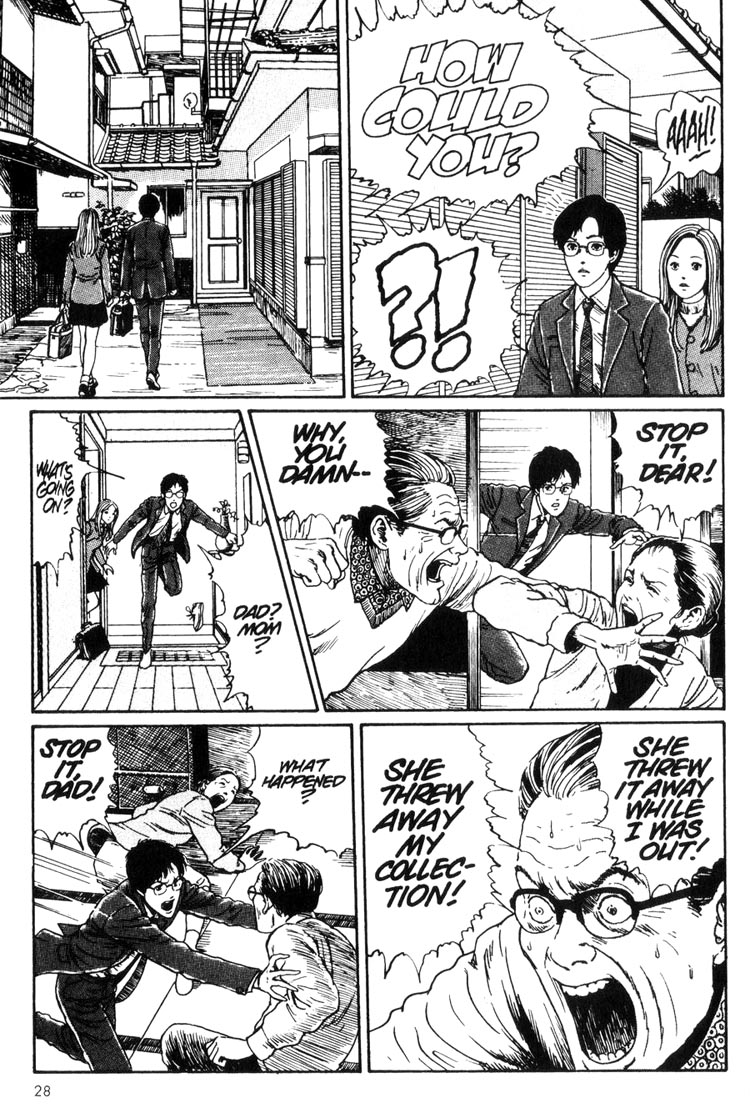 HOW
COULD
YOU?
?!
AAAH!!
WHAT'S
GOING
ON?
DAD?
MOM
?
WHY,
YOU
DAMN--
STOP
IT,
DEAR!
STOP
IT,
DAD!
WHAT
HAPPENED
?
SHE
THREW
AWAY
MY
COLLEC-
TION!
SHE
THREW
IT AWAY
WHILE
I WAS
OUT!
28